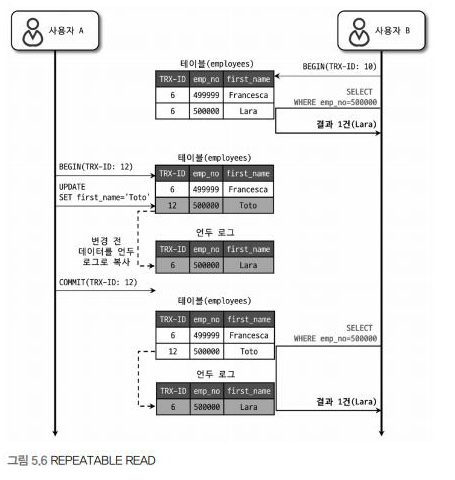 사용자 A
사용자 B
테이블(employees)
BEGIN(TRX-ID: 10)
TRX-ID emp_no first_name
6 499999 Francesca
6 500000 Lara
SELECT
WHERE emp_no=500000
결과 1건(Lara)
BEGIN(TRX-ID: 12)
테이블(employees)
TRX-ID emp_no first_name
UPDATE
SET first_name='Toto'
6 499999 Francesca
12 500000 Toto
변경 전
데이터를 언두
로그로 복사
언두 로그
TRX-ID emp_no first_name
6 500000 Lara
COMMIT(TRX-ID: 12)
테이블(employees)
TRX-ID emp_no first_name
6 499999 Francesca
12 500000 Toto
SELECT
WHERE emp_no=500000
언두 로그
TRX-ID emp_no first_name
6 500000 Lara
결과 1건(Lara)
그림 5.6 REPEATABLE READ